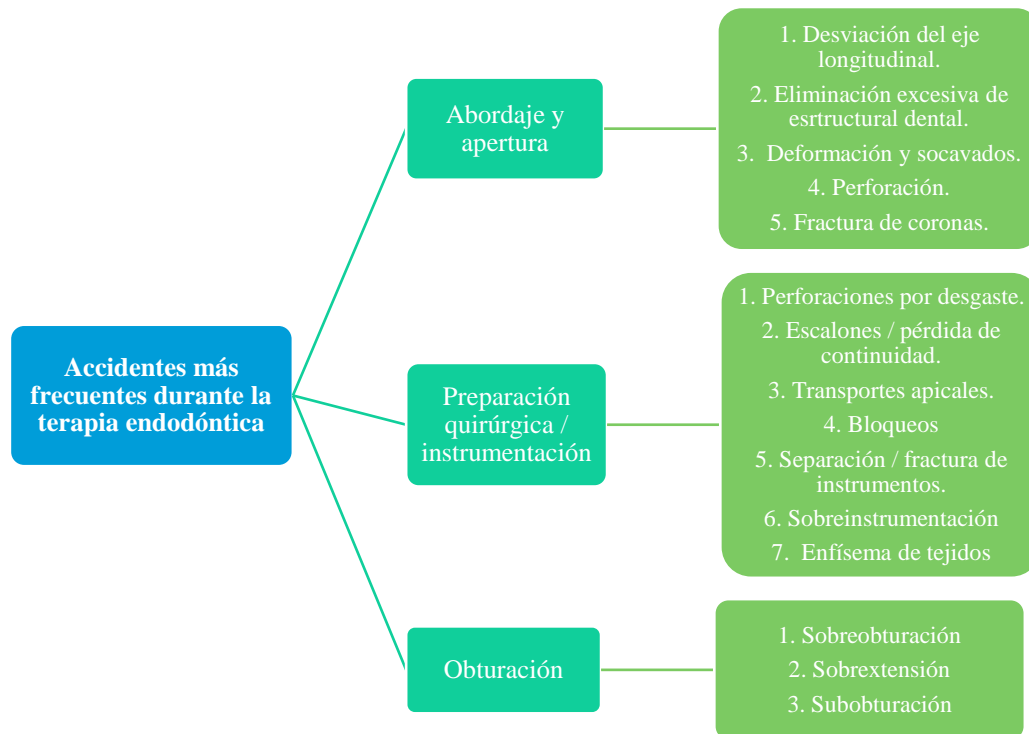 Accidentes más
frecuentes durante la
terapia endodóntica
Abordaje y
apertura
1. Desviación del eje
longitudinal.
2. Eliminación excesiva de
esrtructural dental.
3. Deformación y socavados.
4. Perforación.
5. Fractura de coronas.
Preparación
quirúrgica /
instrumentación
1. Perforaciones por desgaste.
2. Escalones / pérdida de
continuidad.
3. Transportes apicales.
4. Bloqueos
5. Separación / fractura de
instrumentos.
6. Sobreinstrumentación
7. Enfísema de tejidos
Obturación
1. Sobreobturación
2. Sobrextensión
3. Subobturación